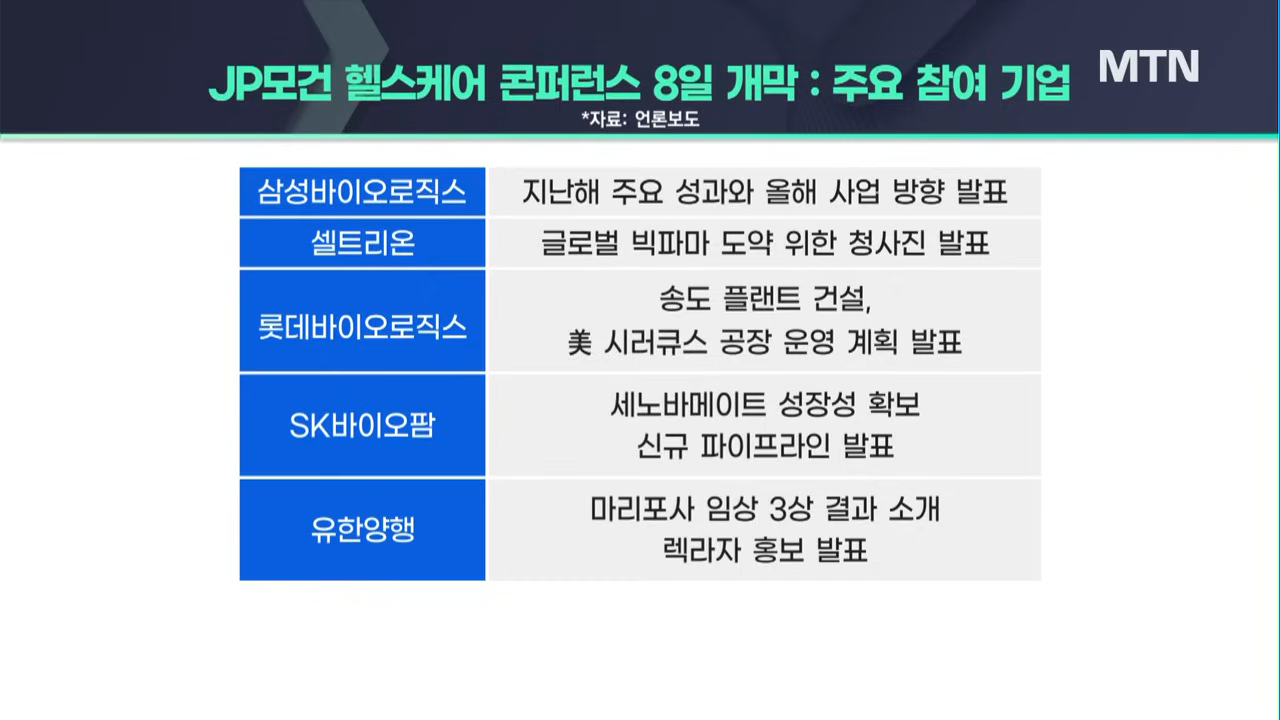 JP모건 헬스케어 콘퍼런스 8일 개막 : 주요 참여 기업
MTN
*자료: 언론보도
삼성바이오로직스
지난해 주요 성과와 올해 사업 방향 발표
셀트리온
글로벌 빅파마 도약 위한 청사진 발표
롯데바이오로직스
송도 플랜트 건설,
美 시러큐스 공장 운영 계획 발표
SK바이오팜
세노바메이트 성장성 확보
신규 파이프라인 발표
유한양행
마리포사 임상 3상 결과 소개
렉라자 홍보 발표